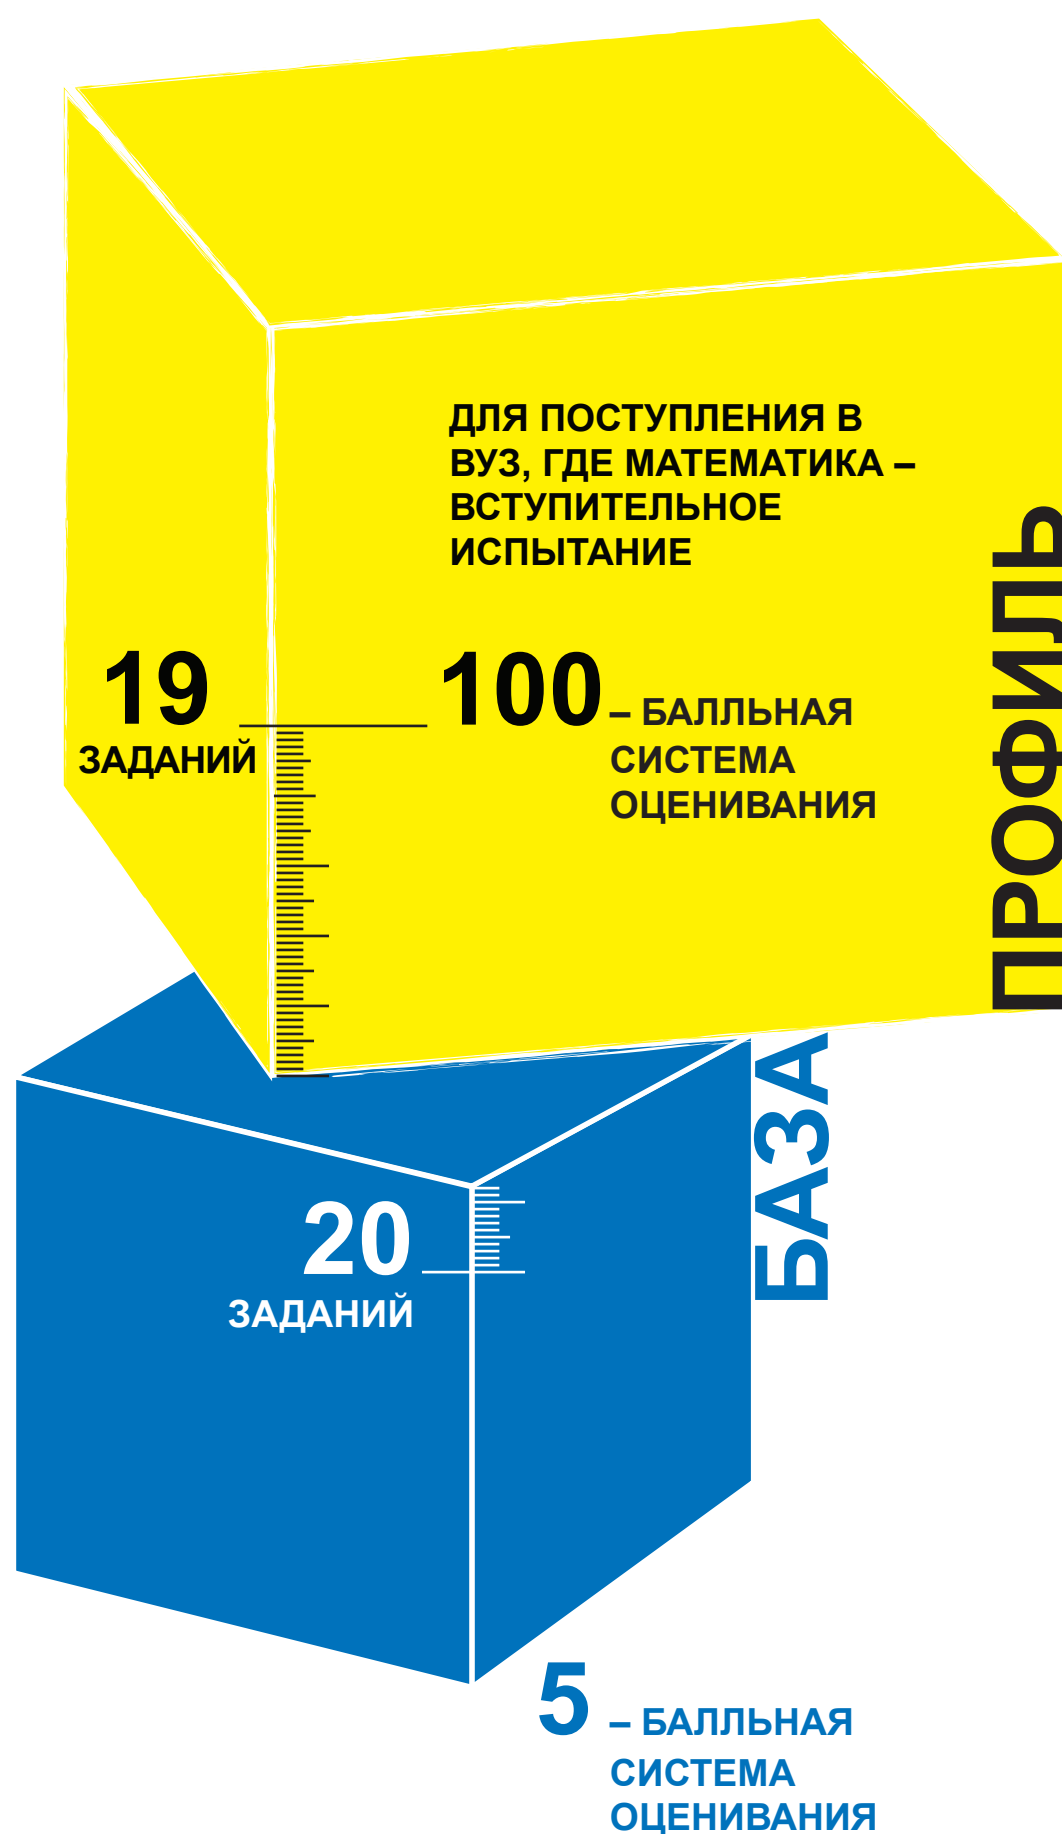 ДЛЯ ПОСТУПЛЕНИЯ В
ВУЗ, ГДЕ МАТЕМАТИКА –
ВСТУПИТЕЛЬНОЕ
ИСПЫТАНИЕ
19
ЗАДАНИЙ
100 – БАЛЛЬНАЯ
СИСТЕМА
ОЦЕНИВАНИЯ
ПРОФИЛЬ
БАЗА
20
ЗАДАНИЙ
5 – БАЛЛЬНАЯ
СИСТЕМА
ОЦЕНИВАНИЯ